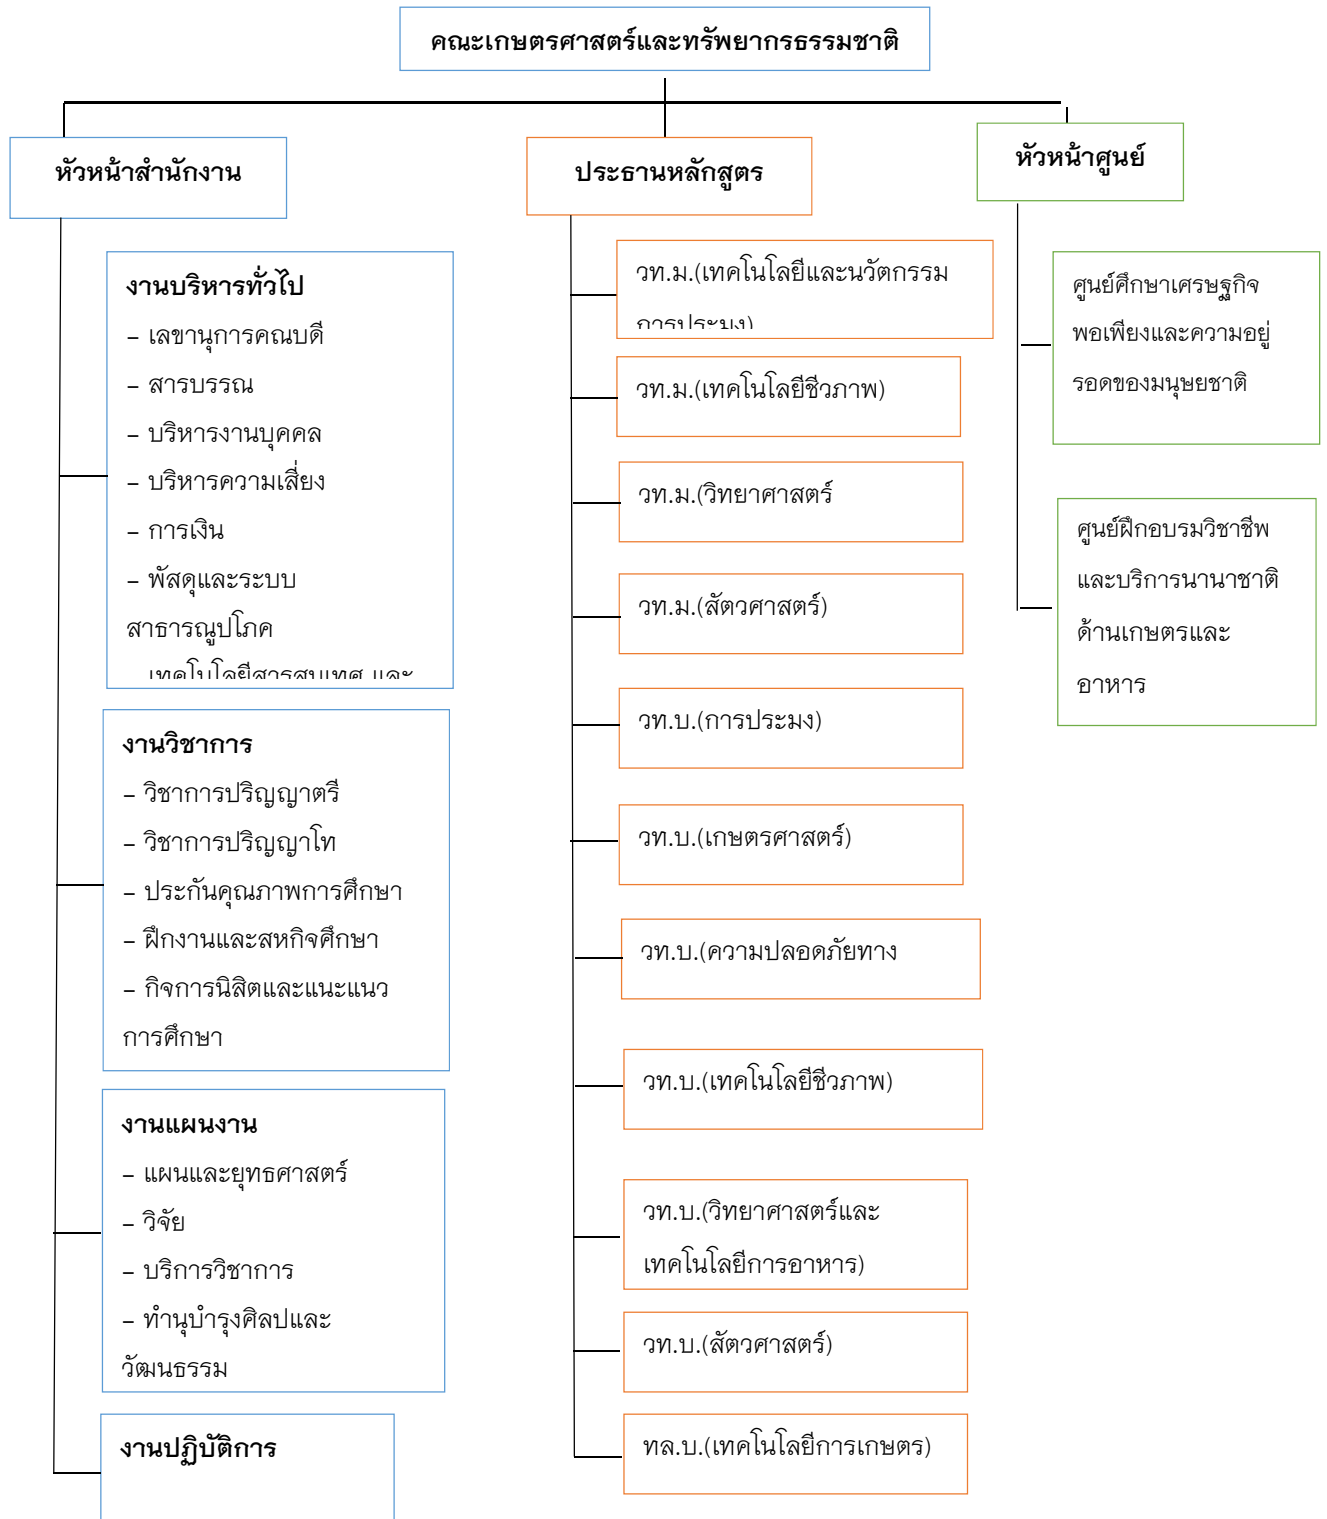 คณะเกษตรศาสตร์และทรัพยากรธรรมชาติ
หัวหน้าสำนักงาน
งานบริหารทั่วไป
– เลขานุการคณบดี
– สารบรรณ
– บริหารงานบุคคล
– บริหารความเสี่ยง
– การเงิน
– พัสดุและระบบ
สาธารณูปโภค
– เทคโนโลยีสารสนเทศ และ
งานวิชาการ
– วิชาการปริญญาตรี
– วิชาการปริญญาโท
– ประกันคุณภาพการศึกษา
– ฝึกงานและสหกิจศึกษา
– กิจการนิสิตและแนะแนว
การศึกษา
งานแผนงาน
– แผนและยุทธศาสตร์
– วิจัย
– บริการวิชาการ
– ทำนุบำรุงศิลปและ
วัฒนธรรม
งานปฏิบัติการ
ประธานหลักสูตร
วท.ม.(เทคโนโลยีและนวัตกรรม
การประมง)
วท.ม.(เทคโนโลยีชีวภาพ)
วท.ม.(วิทยาศาสตร์
วท.ม.(สัตวศาสตร์)
วท.บ.(การประมง)
วท.บ.(เกษตรศาสตร์)
วท.บ.(ความปลอดภัยทาง
วท.บ.(เทคโนโลยีชีวภาพ)
วท.บ.(วิทยาศาสตร์และ
เทคโนโลยีการอาหาร)
วท.บ.(สัตวศาสตร์)
ทล.บ.(เทคโนโลยีการเกษตร)
หัวหน้าศูนย์
ศูนย์ศึกษาเศรษฐกิจ
พอเพียงและความอยู่
รอดของมนุษยชาติ
ศูนย์ฝึกอบรมวิชาชีพ
และบริการนานาชาติ
ด้านเกษตรและ
อาหาร